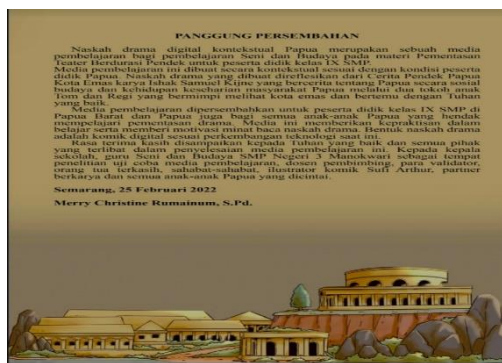 PANGGUNG PERSEMBAHAN
Naskah drama digital kontekstual Papua merupakan sebuah media
pembelajaran bagi pembelajaran Seni dan Budaya pada materi Pementasan
Teater Berdurasi Pendek untuk peserta didik kelas IX SMP.
Media pembelajaran ini dibuat secara kontekstual sesuai dengan kondisi peserta
didik Papua. Naskah drama yang dibuat direfleksikan dari Cerita Pendek Papua
Kota Emas karya Ishak Samuel Kijne yang bercerita tentang Papua secara sosial
budaya dan kehidupan keseharian masyarakat Papua melalui dua tokoh anak
Tom dan Regi yang bermimpi melihat kota emas dan bertemu dengan Tuhan
yang baik.
Media pembelajaran dipersembahkan untuk peserta didik kelas IX SMP di
Papua Barat dan Papua juga bagi semua anak-anak Papua yang hendak
mempelajari pementasan drama. Media ini memberikan kepraktisan dalam
belajar serta memberi motivasi minat baca naskah drama. Bentuk naskah drama
adalah komik digital sesuai perkembangan teknologi saat ini.
Rasa terima kasih disampaikan kepada Tuhan yang baik dan semua pihak
yang terlibat dalam penyelesaian media pembelajaran ini. Kepada kepala
sekolah, guru Seni dan Budaya SMP Negeri 3 Manokwari sebagai tempat
penelitian uji coba media pembelajaran, dosen pembimbing, para validator,
orang tua terkasih, sahabat-sahabat, ilustrator komik Sufi Arthur, partner
berkarya dan semua anak-anak Papua yang dicintai.
Semarang, 25 Februari 2022
Merry Christine Rumainum, S.Pd.